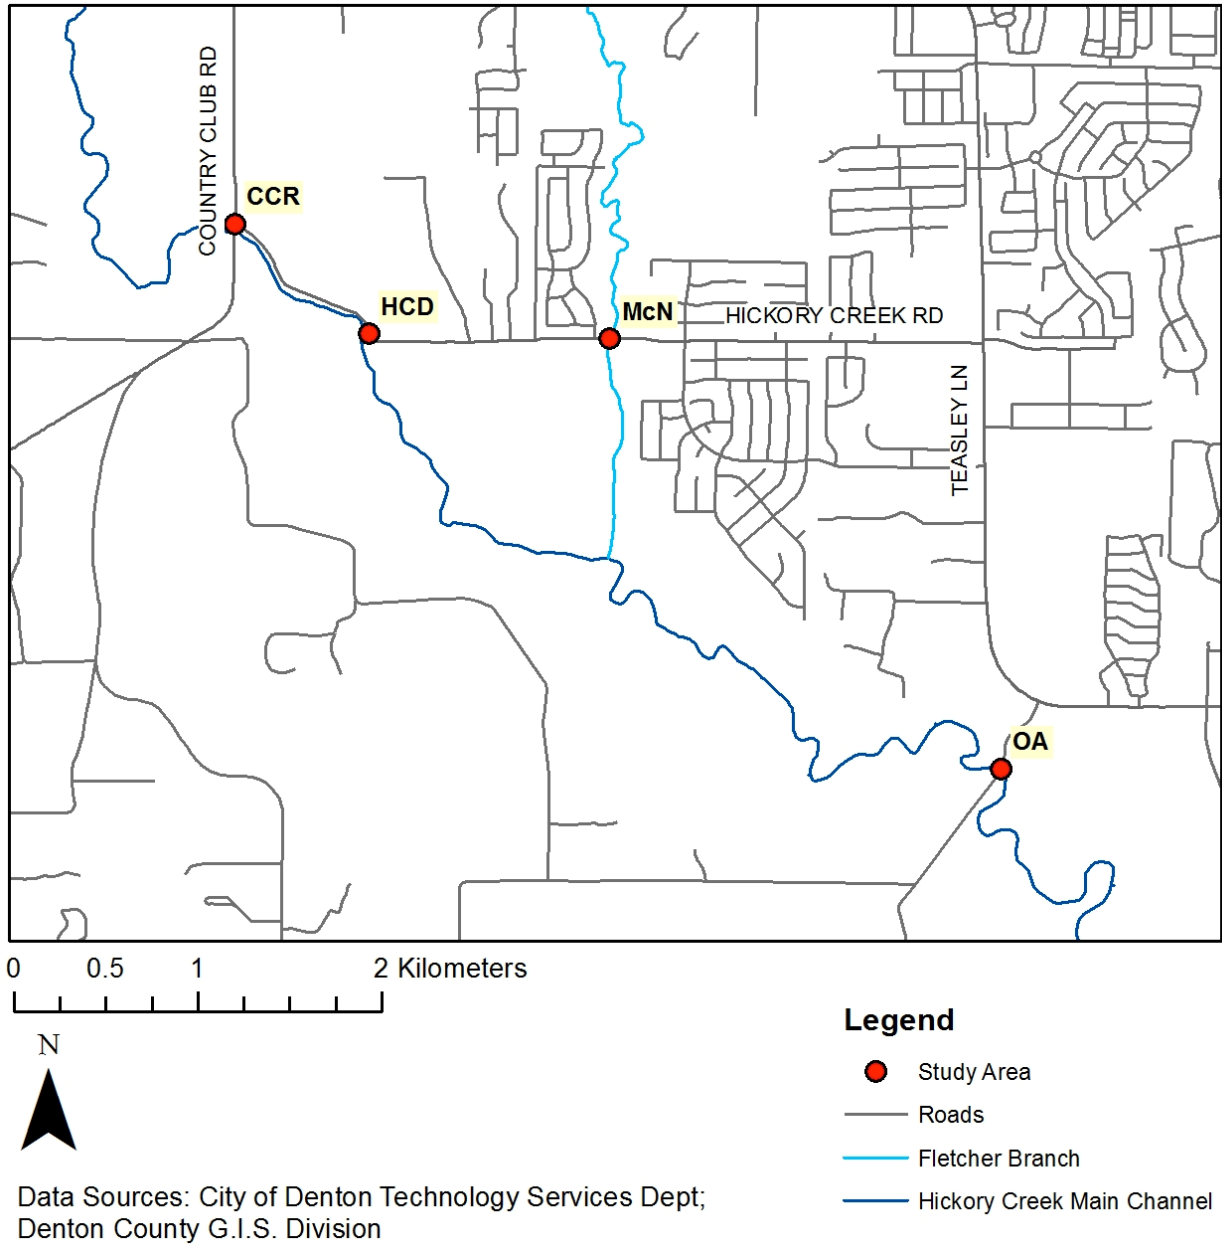 COUNTRY CLUB RD
CCR
HCD
McN
HICKORY CREEK RD
TEASLEY LN
OA
0 0.5 1 2 Kilometers
N
Legend
Study Area
Roads
Fletcher Branch
Hickory Creek Main Channel
Data Sources: City of Denton Technology Services Dept;
Denton County G.I.S. Division